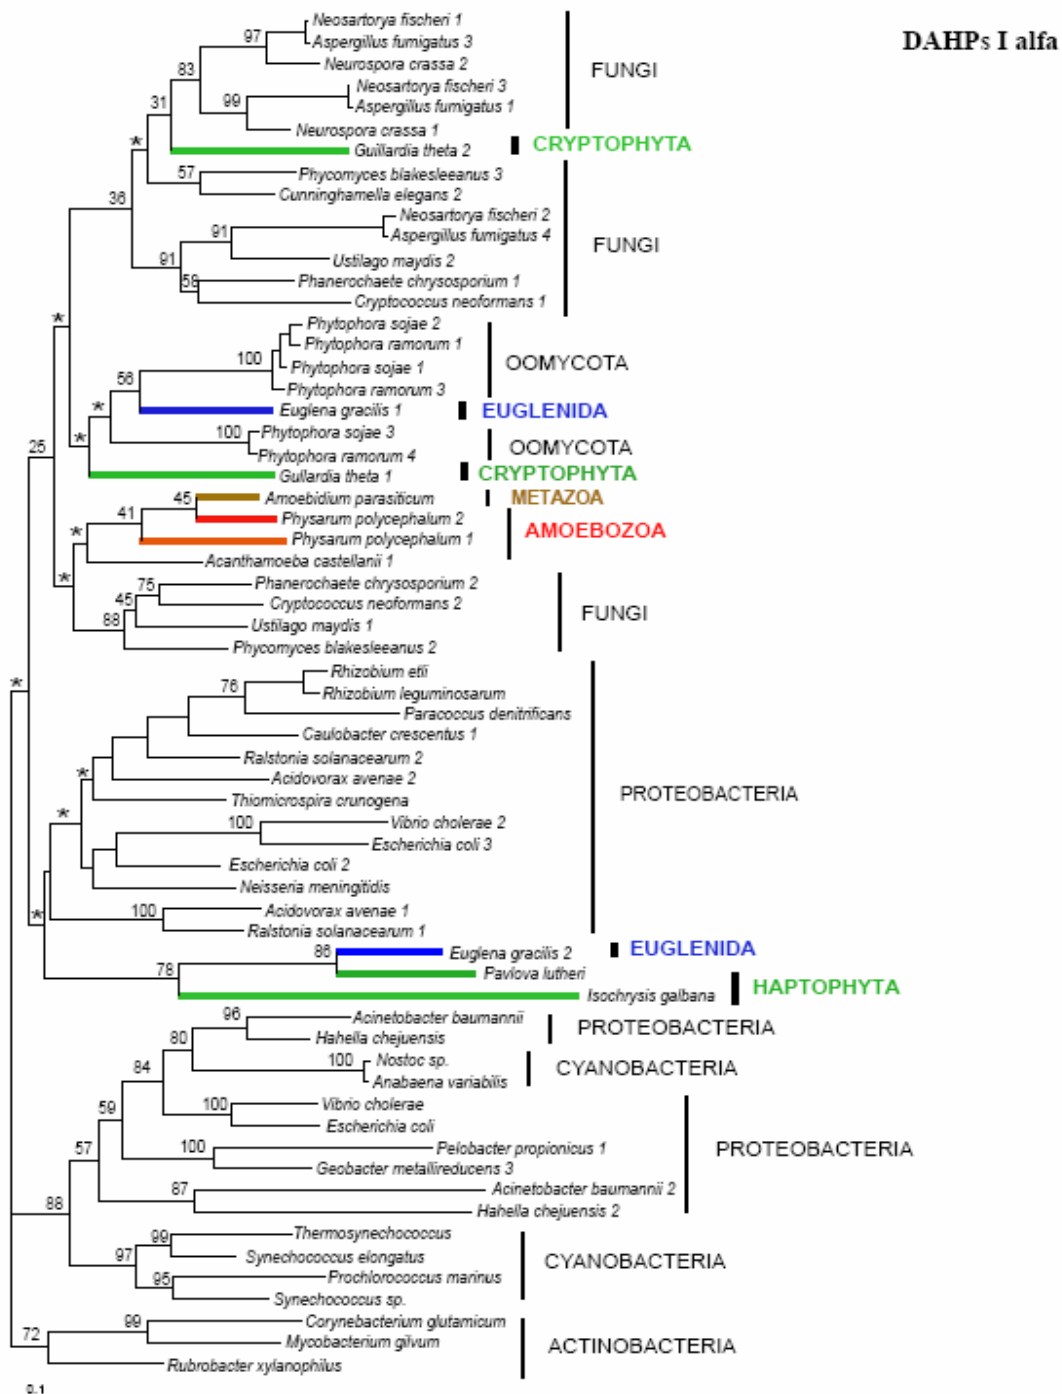 DAHPs I alfa
Neosartorya fischeri 1
97
Aspergillus fumigatus 3
Neurospora crassa 2
83
FUNGI
Neosartorya fischeri 3
31
99
Aspergillus fumigatus 1
Neurospora crassa 1
*
Guillardia theta 2
CRYPTOPHYTA
57
Phycomyces blakesleeanus 3
36
Cunninghamella elegans 2
Neosartorya fischeri 2
91
Aspergillus fumigatus 4
FUNGI
91
Ustilago maydis 2
58
Phanerochaete chrysosporium 1
Cryptococcus neoformans 1
*
Phytophora sojae 2
Phytophora ramorum 1
100
Phytophora sojae 1
OOMYCOTA
56
Phytophora ramorum 3
*
Euglena gracilis 1
EUGLENIDA
*
100
Phytophora sojae 3
OOMYCOTA
25
Phytophora ramorum 4
Gullardia theta 1
CRYPTOPHYTA
45
Amoebidium parasiticum
METAZOA
41
Physarum polycephalum 2
AMOEBOZOA
*
Physarum polycephalum 1
Acanthamoeba castellanii 1
*
75
Phanerochaete chrysosporium 2
45
Cryptococcus neoformans 2
FUNGI
88
Ustilago maydis 1
Phycomyces blakesleeanus 2
*
Rhizobium etli
76
Rhizobium leguminosarum
Paracoccus denitrificans
Caulobacter crescentus 1
Ralstonia solanacearum 2
*
Acidovorax avenae 2
PROTEOBACTERIA
*
Thiomicrospira crunogena
100
Vibrio cholerae 2
Escherichia coli 3
Escherichia coli 2
Neisseria meningitidis
*
100
Acidovorax avenae 1
Ralstonia solanacearum 1
86
Euglena gracilis 2
EUGLENIDA
78
Pavlova lutheri
HAPTOPHYTA
Isochrysis galbana
96
Acinetobacter baumannii
PROTEOBACTERIA
80
Hahella chejuensis
84
100
Nostoc sp.
CYANOBACTERIA
Anabaena variabilis
59
100
Vibrio cholerae
Escherichia coli
57
100
Pelobacter propionicus 1
PROTEOBACTERIA
Geobacter metallireducens 3
88
87
Acinetobacter baumannii 2
Hahella chejuensis 2
99
Thermosynechococcus
97
Synechococcus elongatus
CYANOBACTERIA
95
Prochlorococcus marinus
Synechococcus sp.
99
Corynebacterium glutamicum
72
Mycobacterium gilvum
ACTINOBACTERIA
Rubrobacter xylanophilus
0.1